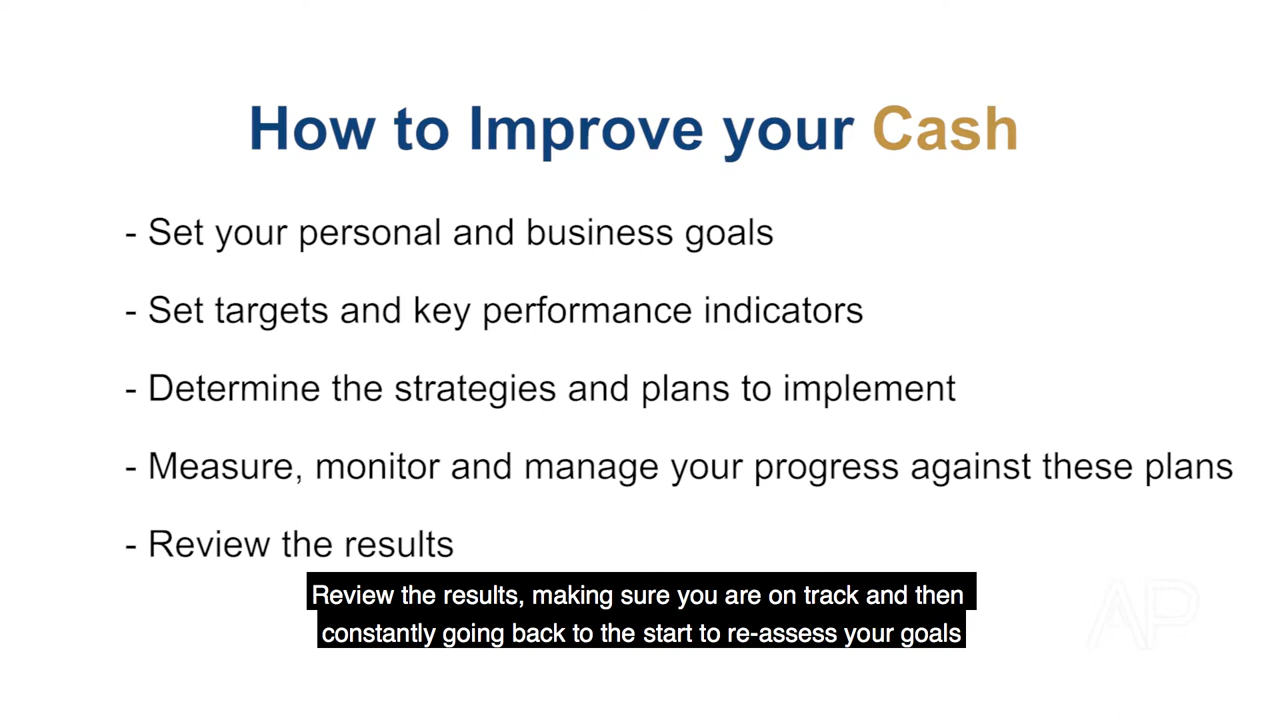 How to Improve your Cash
- Set your personal and business goals
- Set targets and key performance indicators
- Determine the strategies and plans to implement
- Measure, monitor and manage your progress against these plans
- Review the results
Review the results, making sure you are on track and then
constantly going back to the start to re-assess your goals
AP